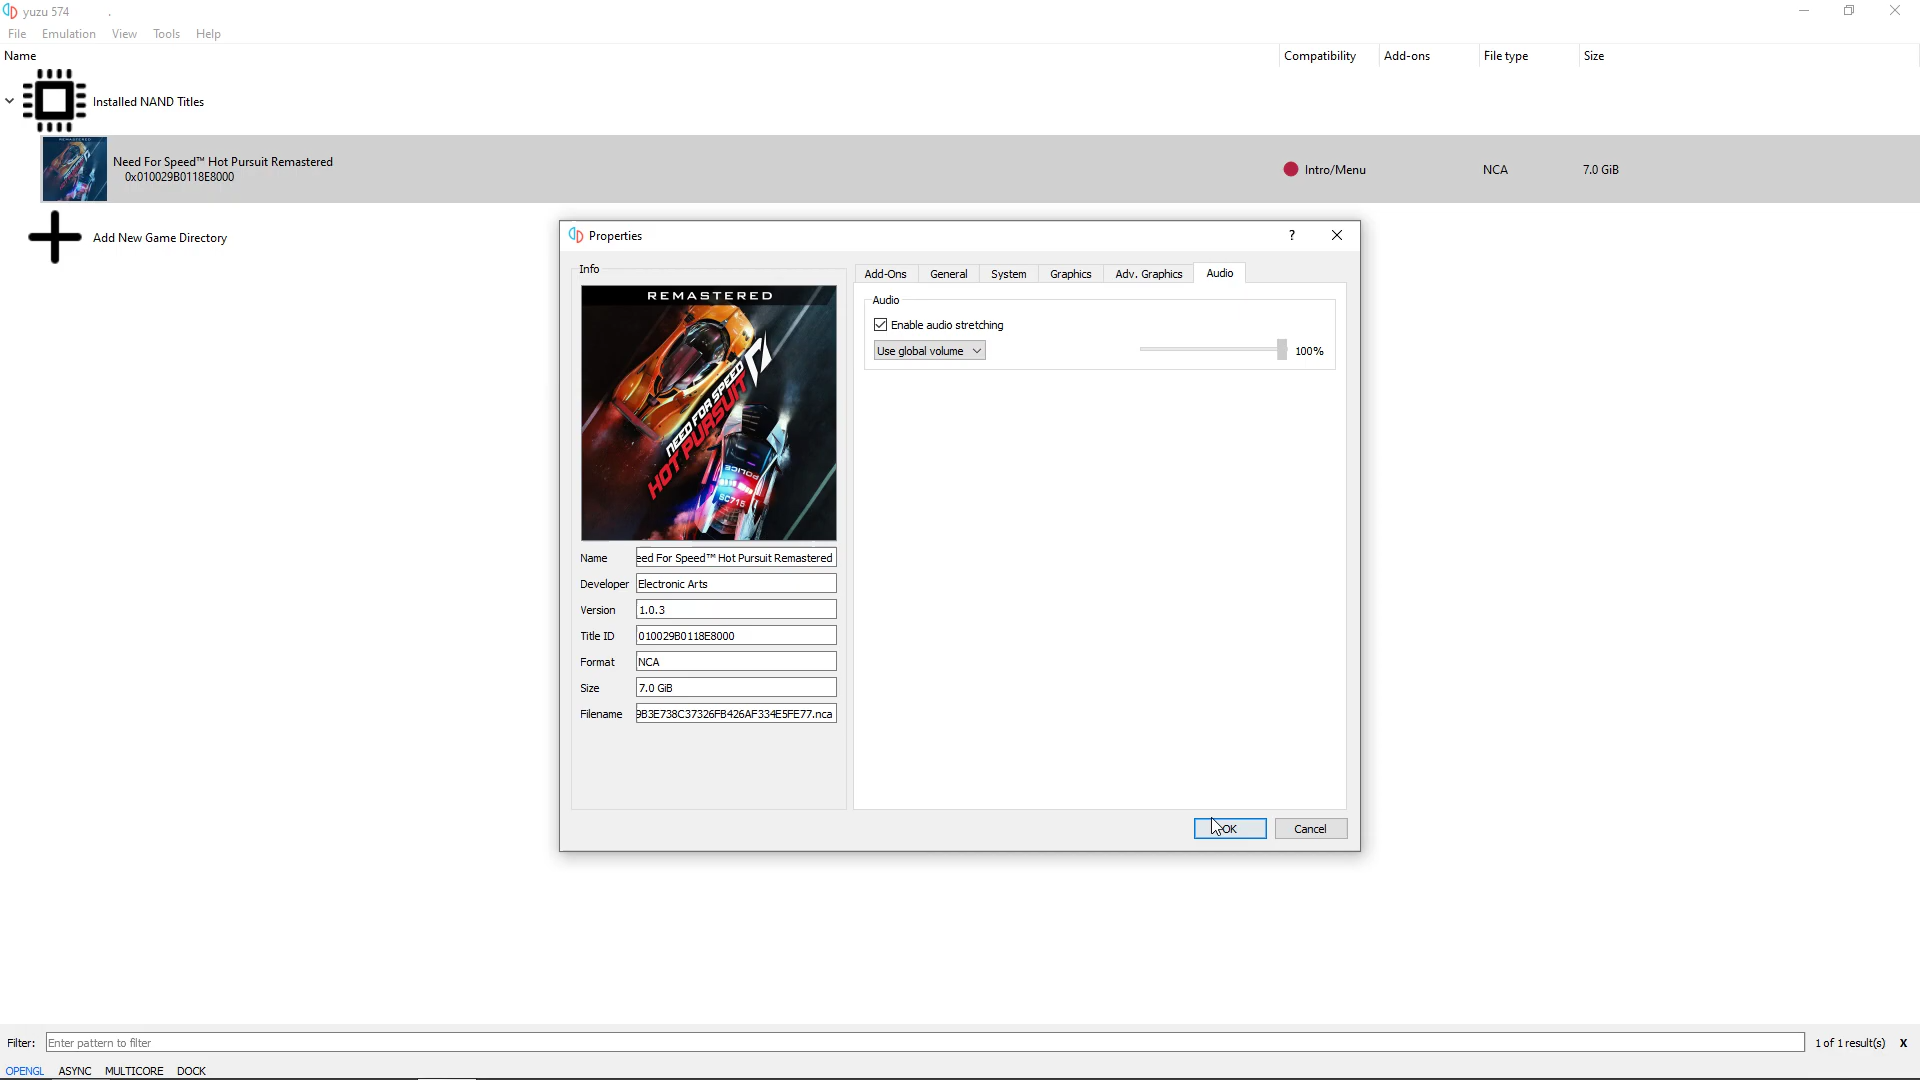 yuzu 574
File Emulation View Tools Help
Name Compatibility Add-ons File type Size
Installed NAND Titles
Need For Speed™ Hot Pursuit Remastered
0x010029B0118E8000
Intro/Menu NCA 7.0 GiB
Add New Game Directory
Properties ?
Info
Add-Ons General System Graphics Adv. Graphics Audio
REMASTERED
NEED FOR SPEED
HOT PURSUIT
POLICE
SC715
Audio
Enable audio stretching
Use global volume 100%
Name eed For Speed™ Hot Pursuit Remastered
Developer Electronic Arts
Version 1.0.3
Title ID 010029B0118E8000
Format NCA
Size 7.0 GiB
Filename 9B3E738C37326FB426AF334E5FE77.nca
OK Cancel
Filter: Enter pattern to filter 1 of 1 result(s) X
OPENGL ASYNC MULTICORE DOCK